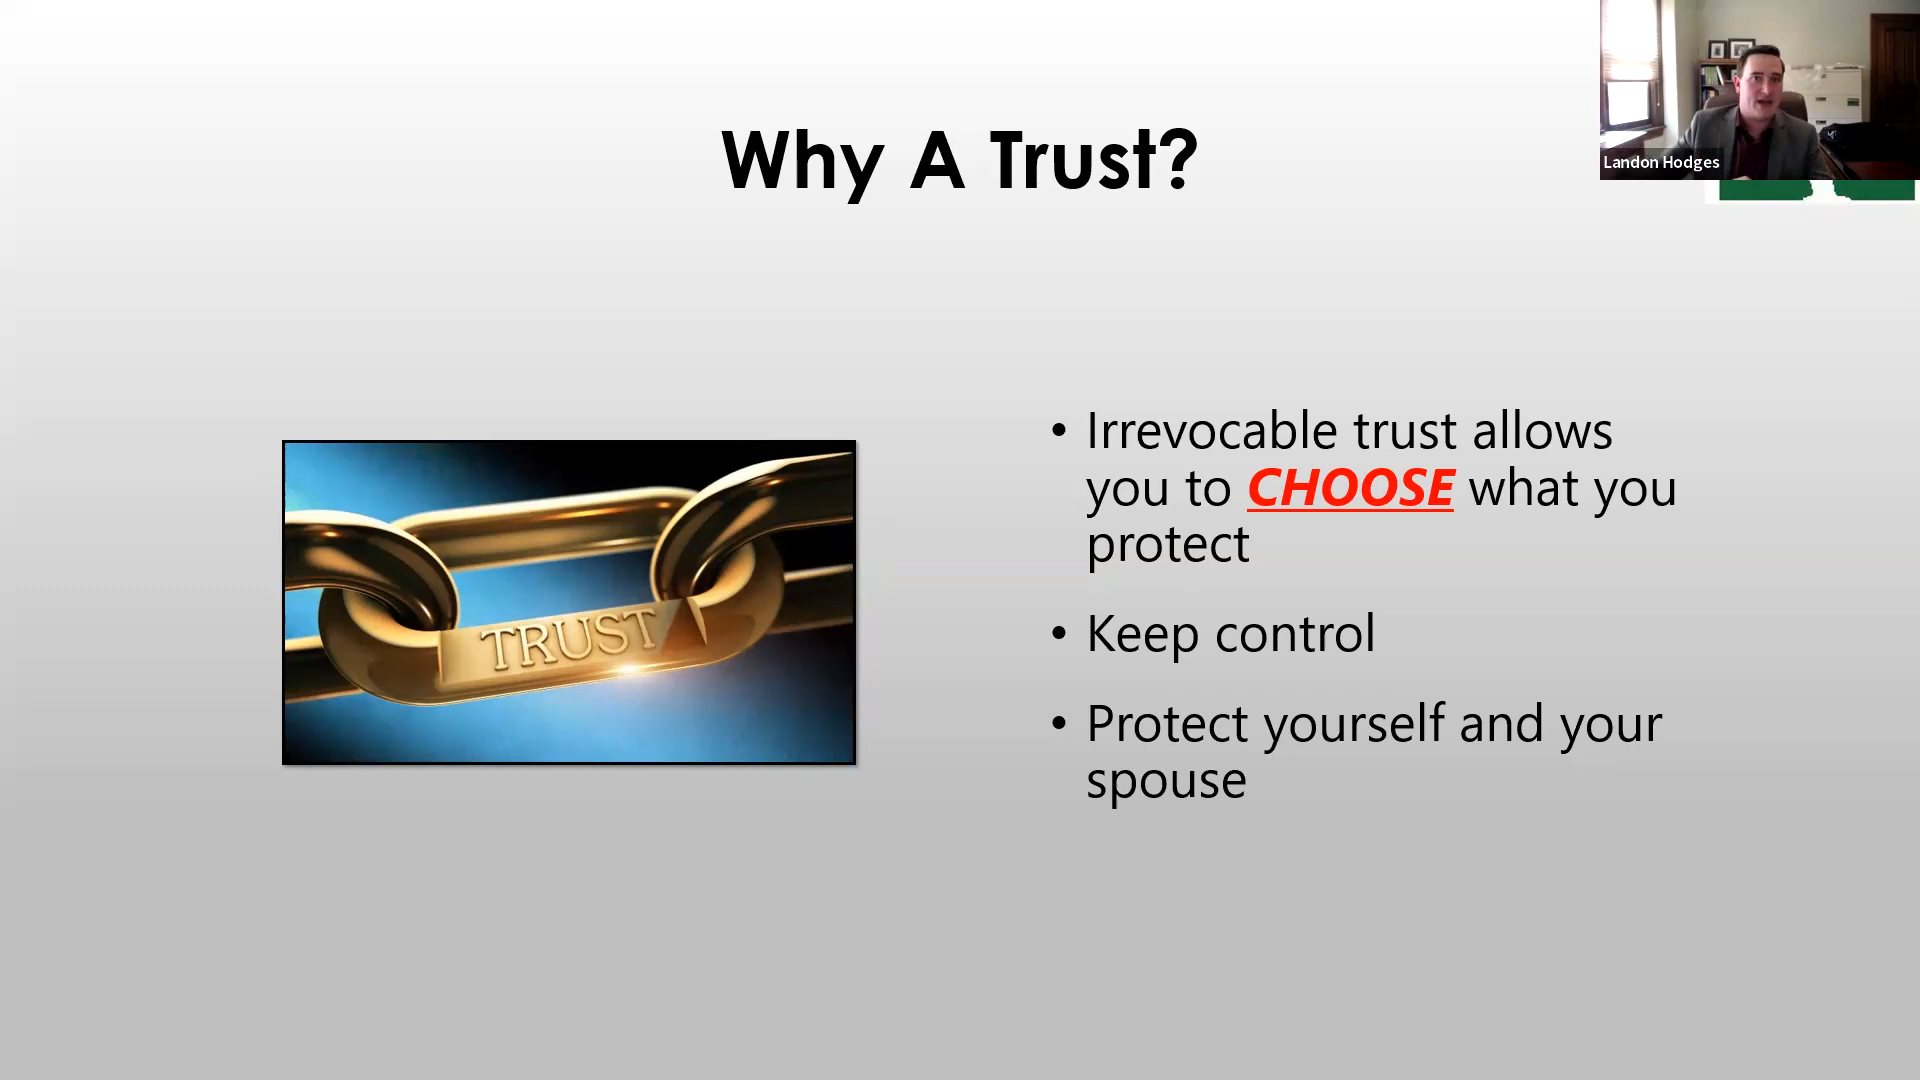 Why A Trust?
Landon Hodges
TRUST
• Irrevocable trust allows
you to CHOOSE what you
protect
• Keep control
• Protect yourself and your
spouse